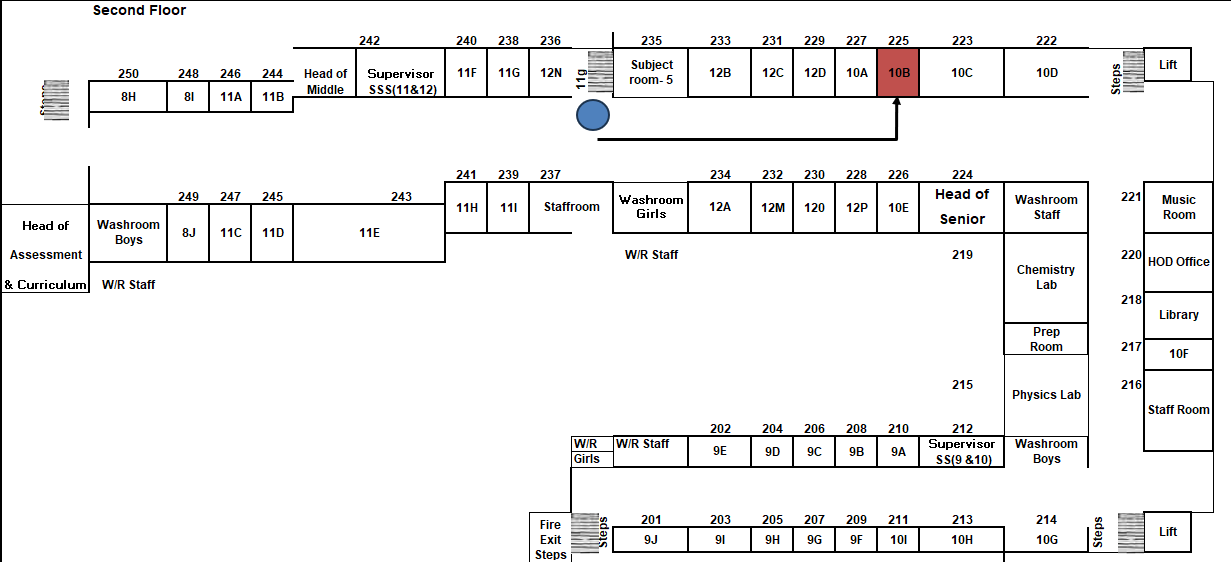 Second Floor
242
240
238
236
235
233
231
229
227
225
223
222
250
248
246
244
Head of
Middle
Supervisor
SSS(11&12)
11F
11G
12N
11g
Subject
room- 5
12B
12C
12D
10A
10B
10C
10D
Steps
Lift
Steps
8H
8I
11A
11B
241
239
237
234
232
230
228
226
224
249
247
245
243
11H
11I
Staffroom
Washroom
Girls
12A
12M
120
12P
10E
Head of
Senior
Washroom
Staff
221
Music
Room
Head of
Assessment
& Curriculum
Washroom
Boys
8J
11C
11D
11E
W/R Staff
W/R Staff
219
Chemistry
Lab
220
HOD Office
218
Library
Prep
Room
217
10F
215
Physics Lab
216
Staff Room
202
204
206
208
210
212
W/R
Girls
W/R Staff
9E
9D
9C
9B
9A
Supervisor
SS(9 &10)
Washroom
Boys
201
203
205
207
209
211
213
214
Fire
Exit
Steps
Steps
9J
9I
9H
9G
9F
10I
10H
10G
Steps
Lift